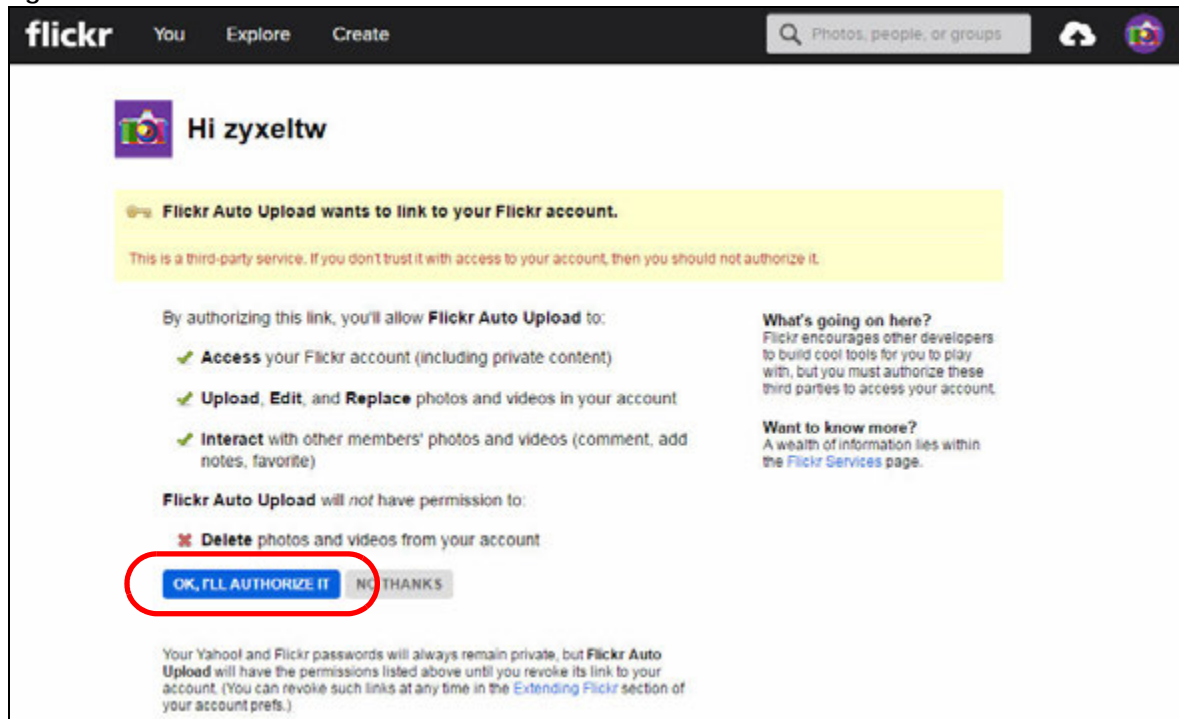 flickr You Explore Create Photos, people, or groups
Hi zyxeltw
Flickr Auto Upload wants to link to your Flickr account.
This is a third-party service. If you don't trust it with access to your account, then you should not authorize it.
By authorizing this link, you'll allow Flickr Auto Upload to:
Access your Flickr account (including private content)
Upload, Edit, and Replace photos and videos in your account
Interact with other members' photos and videos (comment, add
notes, favorite)
Flickr Auto Upload will not have permission to:
Delete photos and videos from your account
OK, I'LL AUTHORIZE IT NO THANKS
Your Yahoo! and Flickr passwords will always remain private, but Flickr Auto
Upload will have the permissions listed above until you revoke its link to your
account. (You can revoke such links at any time in the Extending Flickr section of
your account prefs.)
What's going on here?
Flickr encourages other developers
to build cool tools for you to play
with, but you must authorize these
third parties to access your account.
Want to know more?
A wealth of information lies within
the Flickr Services page.